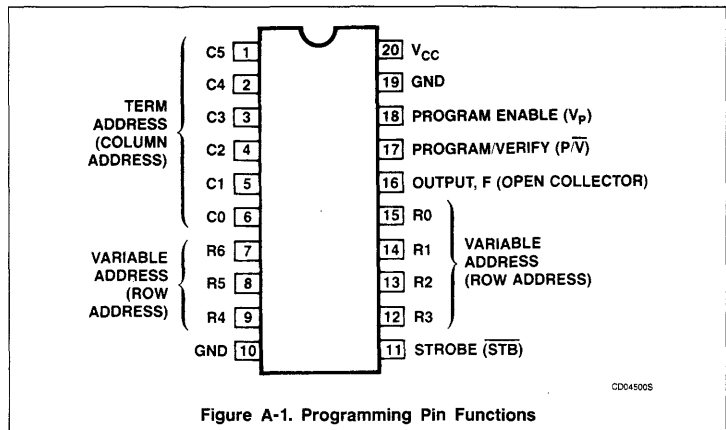 C5 1
C4 2
C3 3
C2 4
C1 5
C0 6
R6 7
R5 8
R4 9
GND 10
TERM
ADDRESS
(COLUMN
ADDRESS)
VARIABLE
ADDRESS
(ROW
ADDRESS)
20 VCC
19 GND
18 PROGRAM ENABLE (VP)
17 PROGRAM/VERIFY (P/V̅)
16 OUTPUT, F (OPEN COLLECTOR)
15 R0
14 R1
13 R2
12 R3
11 STROBE (S̅T̅B̅)
VARIABLE
ADDRESS
(ROW ADDRESS)
CD04500S
Figure A-1. Programming Pin Functions